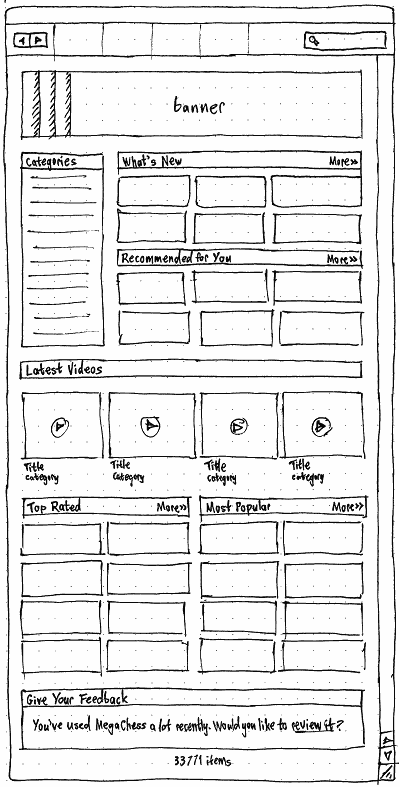 banner
Categories
What's New More»
Recommended for You More»
Latest Videos
Title Title Title Title
category category category category
Top Rated More» Most Popular More»
Give Your Feedback
You've used MegaChess a lot recently. Would you like to review it?
33771 items